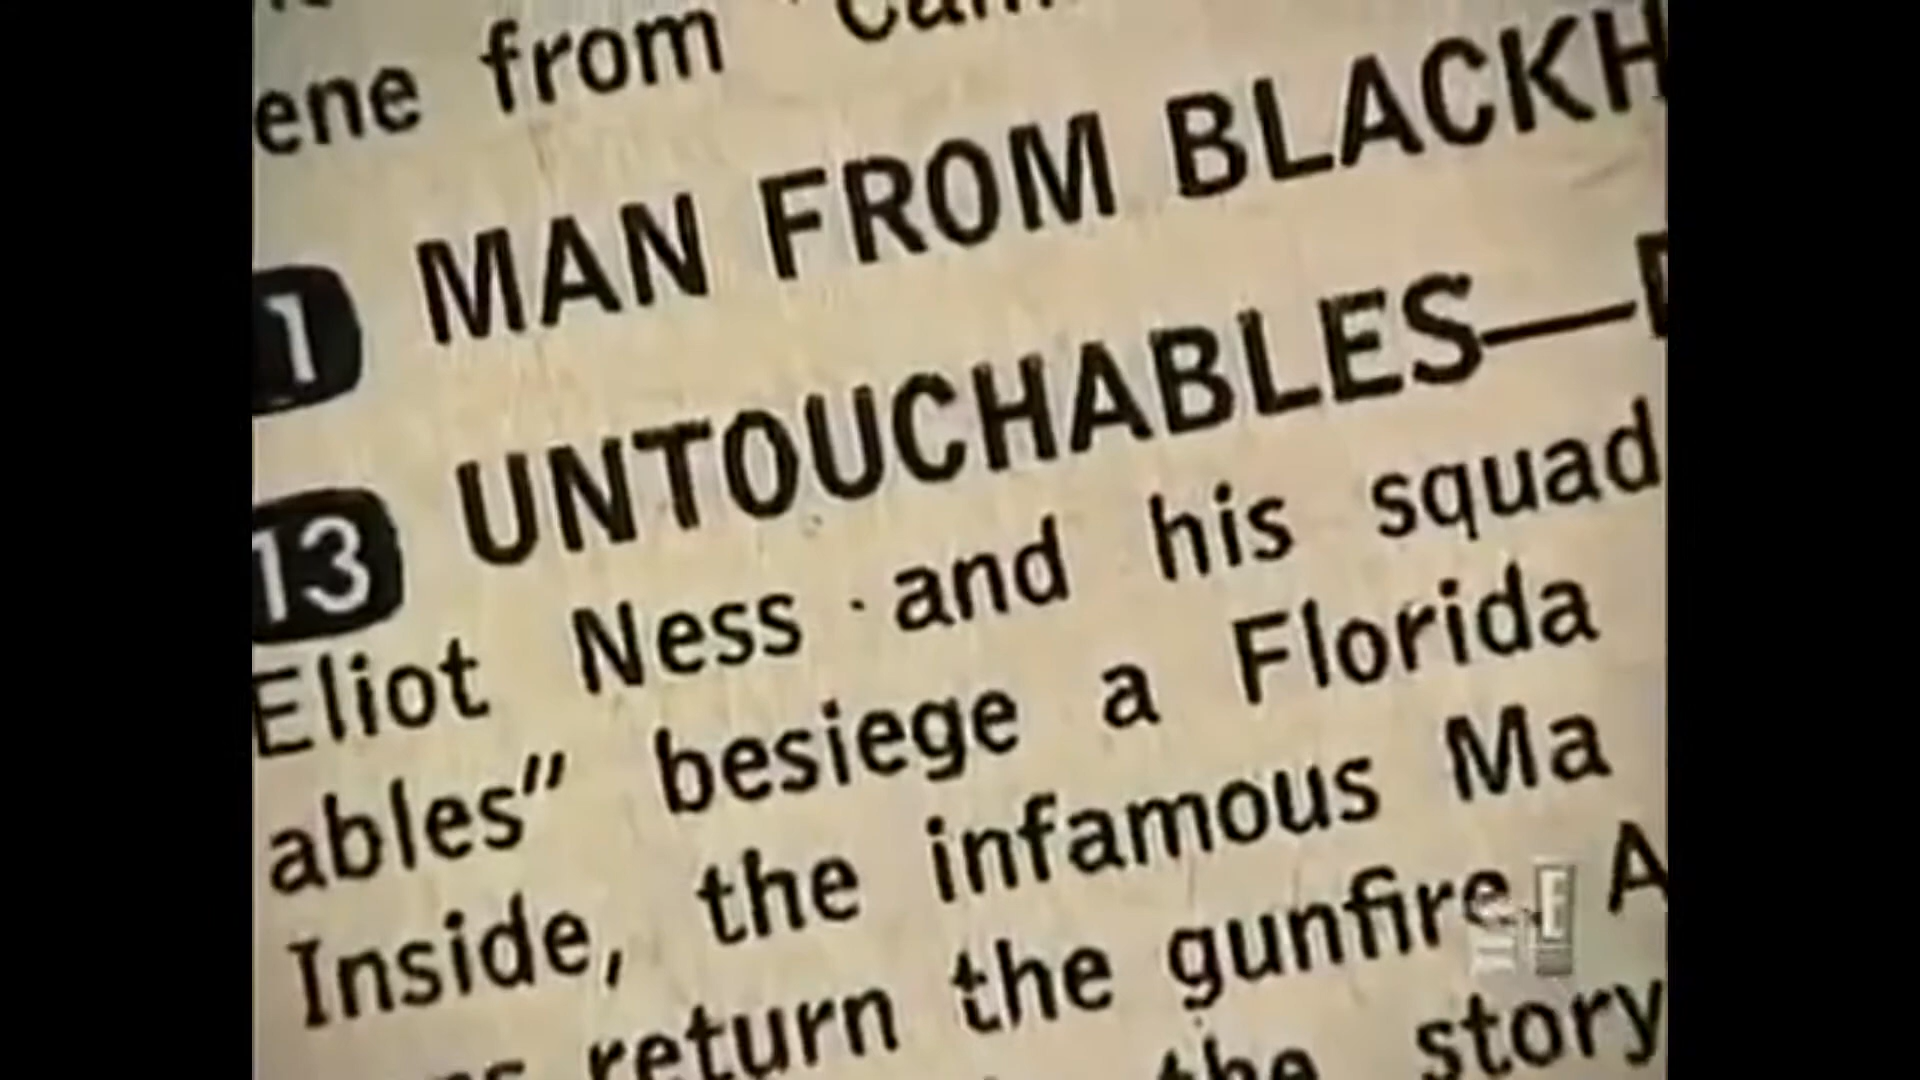 ene from
1 MAN FROM BLACKH
13 UNTOUCHABLES—
Eliot Ness and his squad
ables" besiege a Florida
Inside, the infamous Ma
return the gunfire. A
the story
E